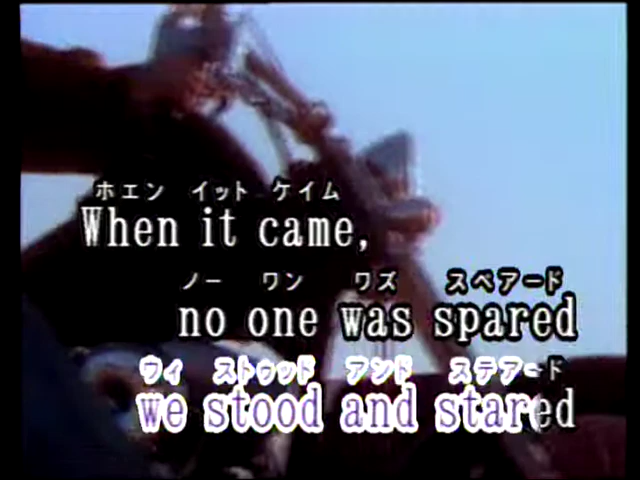 ホエン イット ケイム
When it came,
ノー ワン ワズ スペアード
no one was spared
ウィ ストゥッド アンド ステアード
we stood and stared